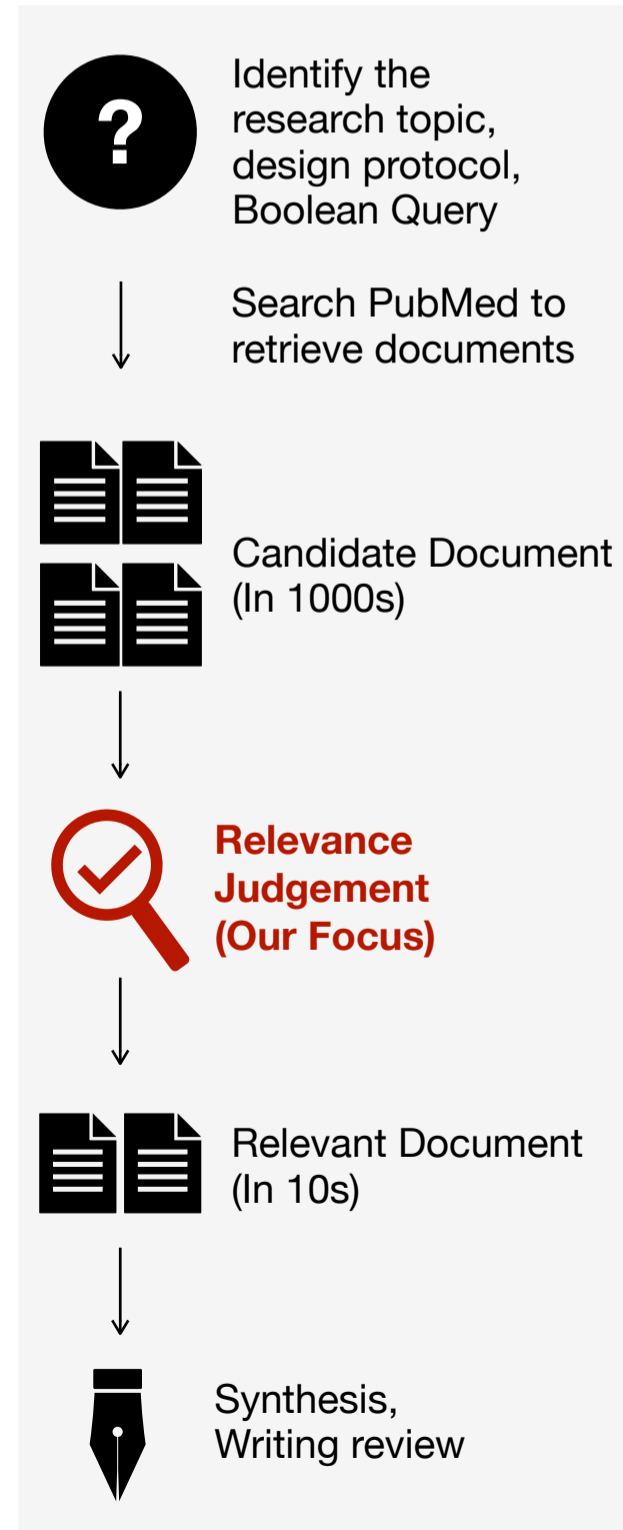 ?
Identify the
research topic,
design protocol,
Boolean Query
Search PubMed to
retrieve documents
Candidate Document
(In 1000s)
Relevance
Judgement
(Our Focus)
Relevant Document
(In 10s)
Synthesis,
Writing review